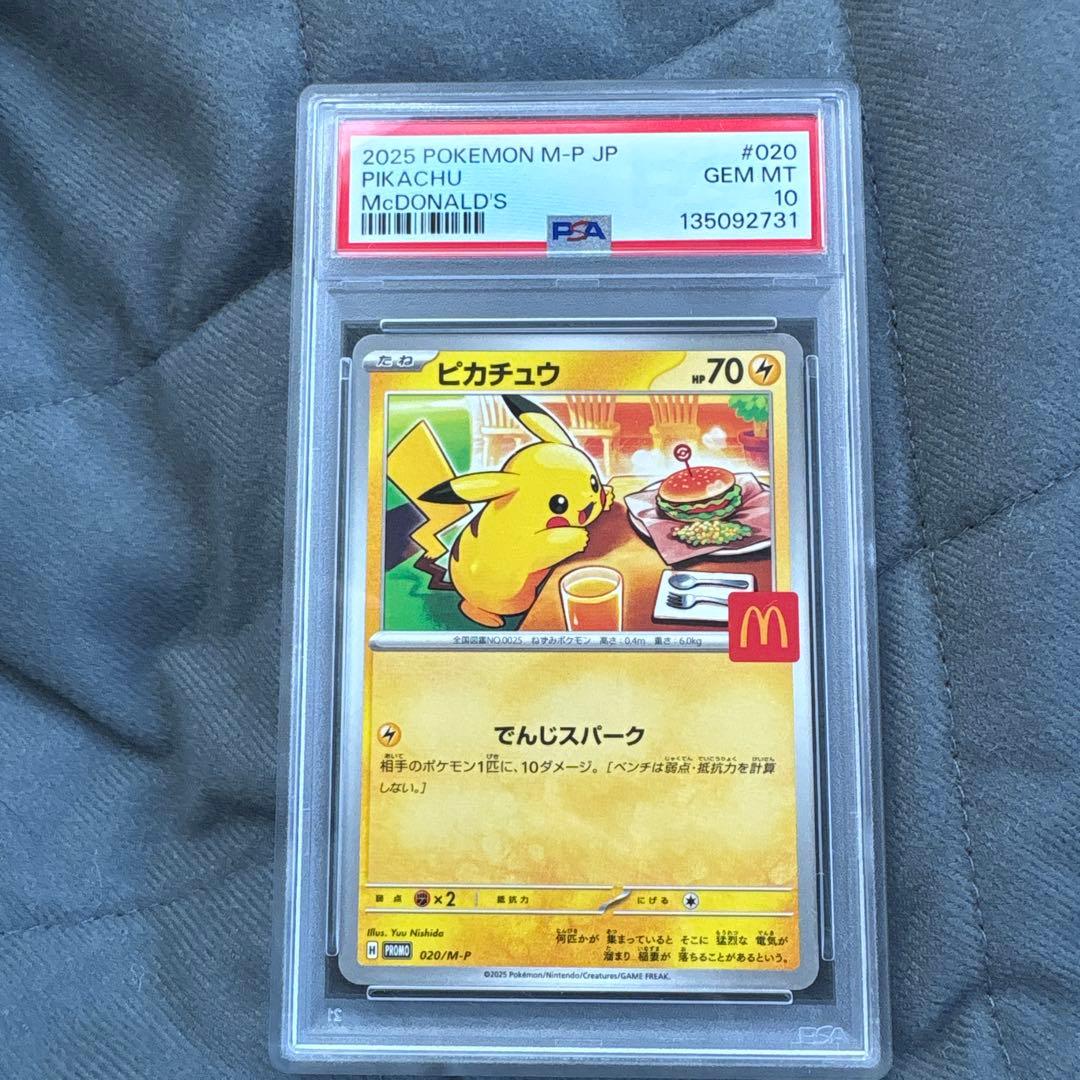 2025 POKEMON M-P JP #020
PIKACHU GEM MT
McDONALD'S 10
135092731
PSA
たね ピカチュウ HP70
M
全国図鑑NO.0025 ねずみポケモン 高さ:0.4m 重さ:6.0kg
でんじスパーク
相手のポケモン1匹に、10ダメージ。[ベンチは弱点・抵抗力を計算
しない。]
弱点 ×2 抵抗力 にげる
Illus. Yuu Nishida
何匹かが 集まっていると そこに 猛烈な 電気が
溜まり 稲妻が 落ちることがあるという。
H PROMO 020/M-P
©2025 Pokémon/Nintendo/Creatures/GAME FREAK.
PSA